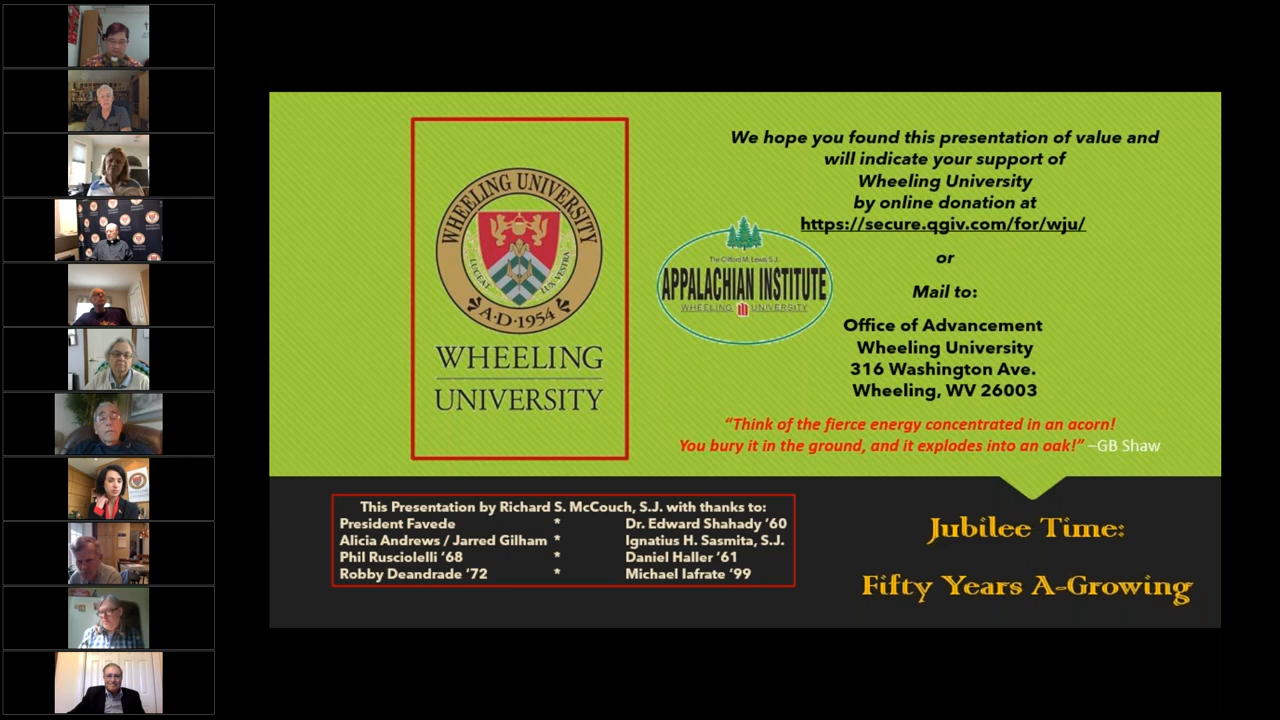 We hope you found this presentation of value and
will indicate your support of
Wheeling University
by online donation at
https://secure.qgiv.com/for/wju/
or
Mail to:
Office of Advancement
Wheeling University
316 Washington Ave.
Wheeling, WV 26003
“Think of the fierce energy concentrated in an acorn!
You bury it in the ground, and it explodes into an oak!” –GB Shaw
WHEELING UNIVERSITY
LUCEAT LUX VESTRA
· A · D · 1954 ·
WHEELING
UNIVERSITY
The Clifford M. Lewis S.J.
APPALACHIAN INSTITUTE
WHEELING UNIVERSITY
This Presentation by Richard S. McCouch, S.J. with thanks to:
President Favede * Dr. Edward Shahady ’60
Alicia Andrews / Jarred Gilham * Ignatius H. Sasmita, S.J.
Phil Rusciolelli ’68 * Daniel Haller ’61
Robby Deandrade ’72 * Michael Iafrate ’99
Jubilee Time:
Fifty Years A-Growing